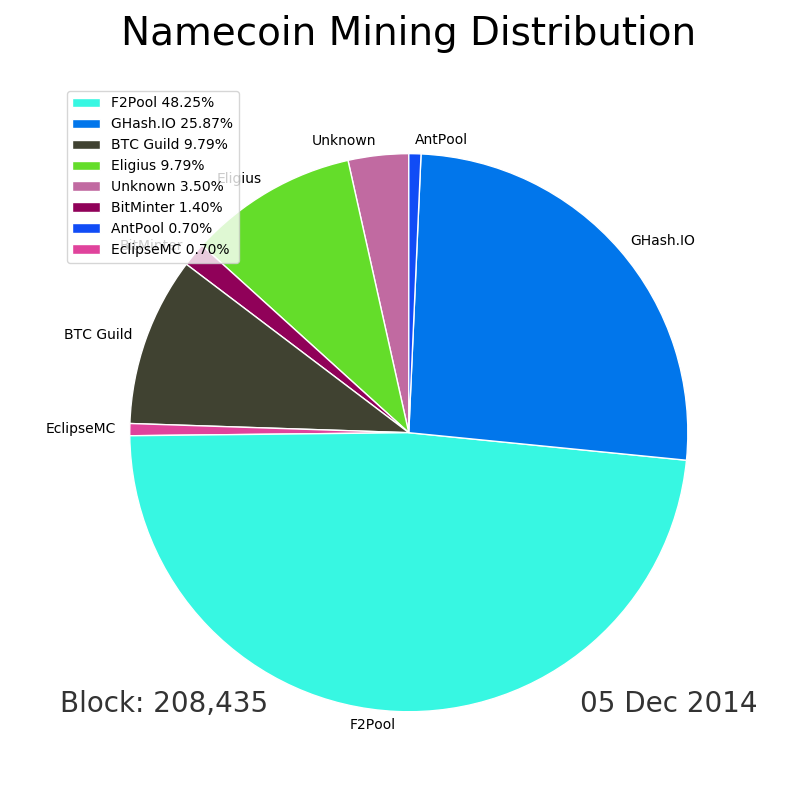 Namecoin Mining Distribution
F2Pool 48.25%
GHash.IO 25.87%
BTC Guild 9.79%
Eligius 9.79%
Unknown 3.50%
BitMinter 1.40%
AntPool 0.70%
EclipseMC 0.70%
Unknown
AntPool
Eligius
GHash.IO
BitMinter
BTC Guild
EclipseMC
Block: 208,435
05 Dec 2014
F2Pool